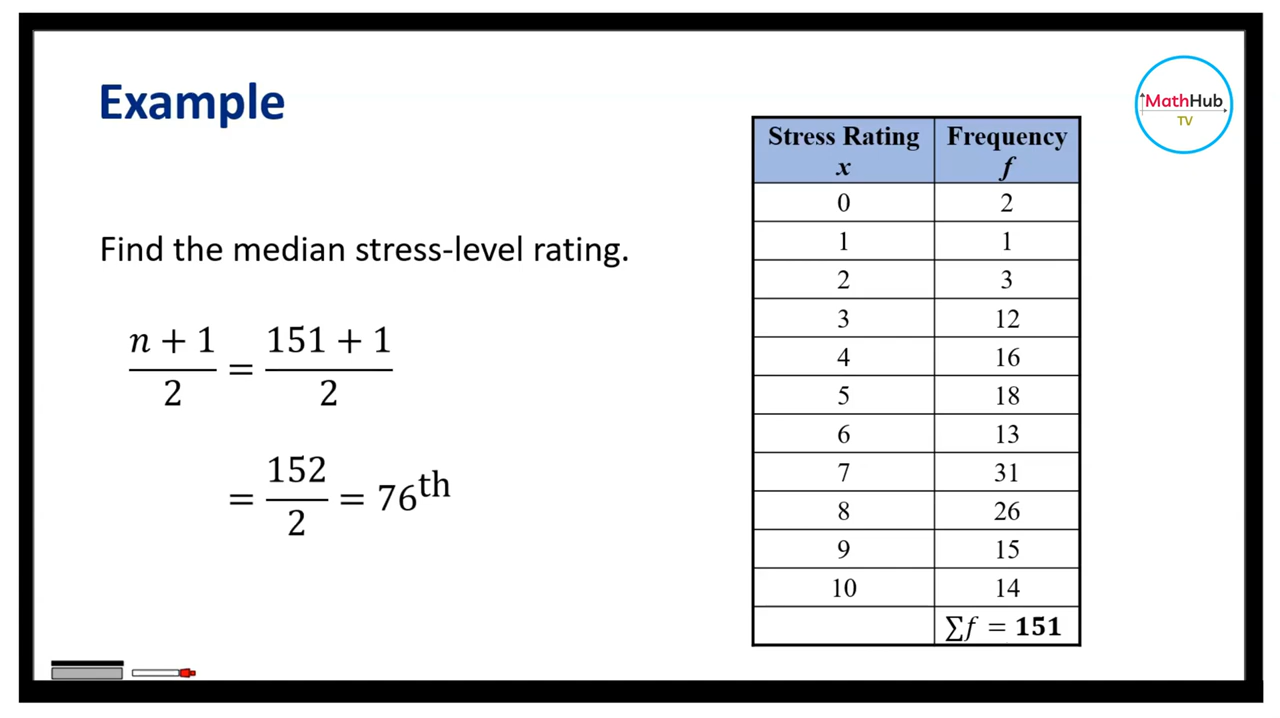 Example
MathHub
TV
Find the median stress-level rating.
n + 1 / 2 = 151 + 1 / 2
= 152 / 2 = 76th
Stress Rating Frequency
x f
0 2
1 1
2 3
3 12
4 16
5 18
6 13
7 31
8 26
9 15
10 14
∑f = 151